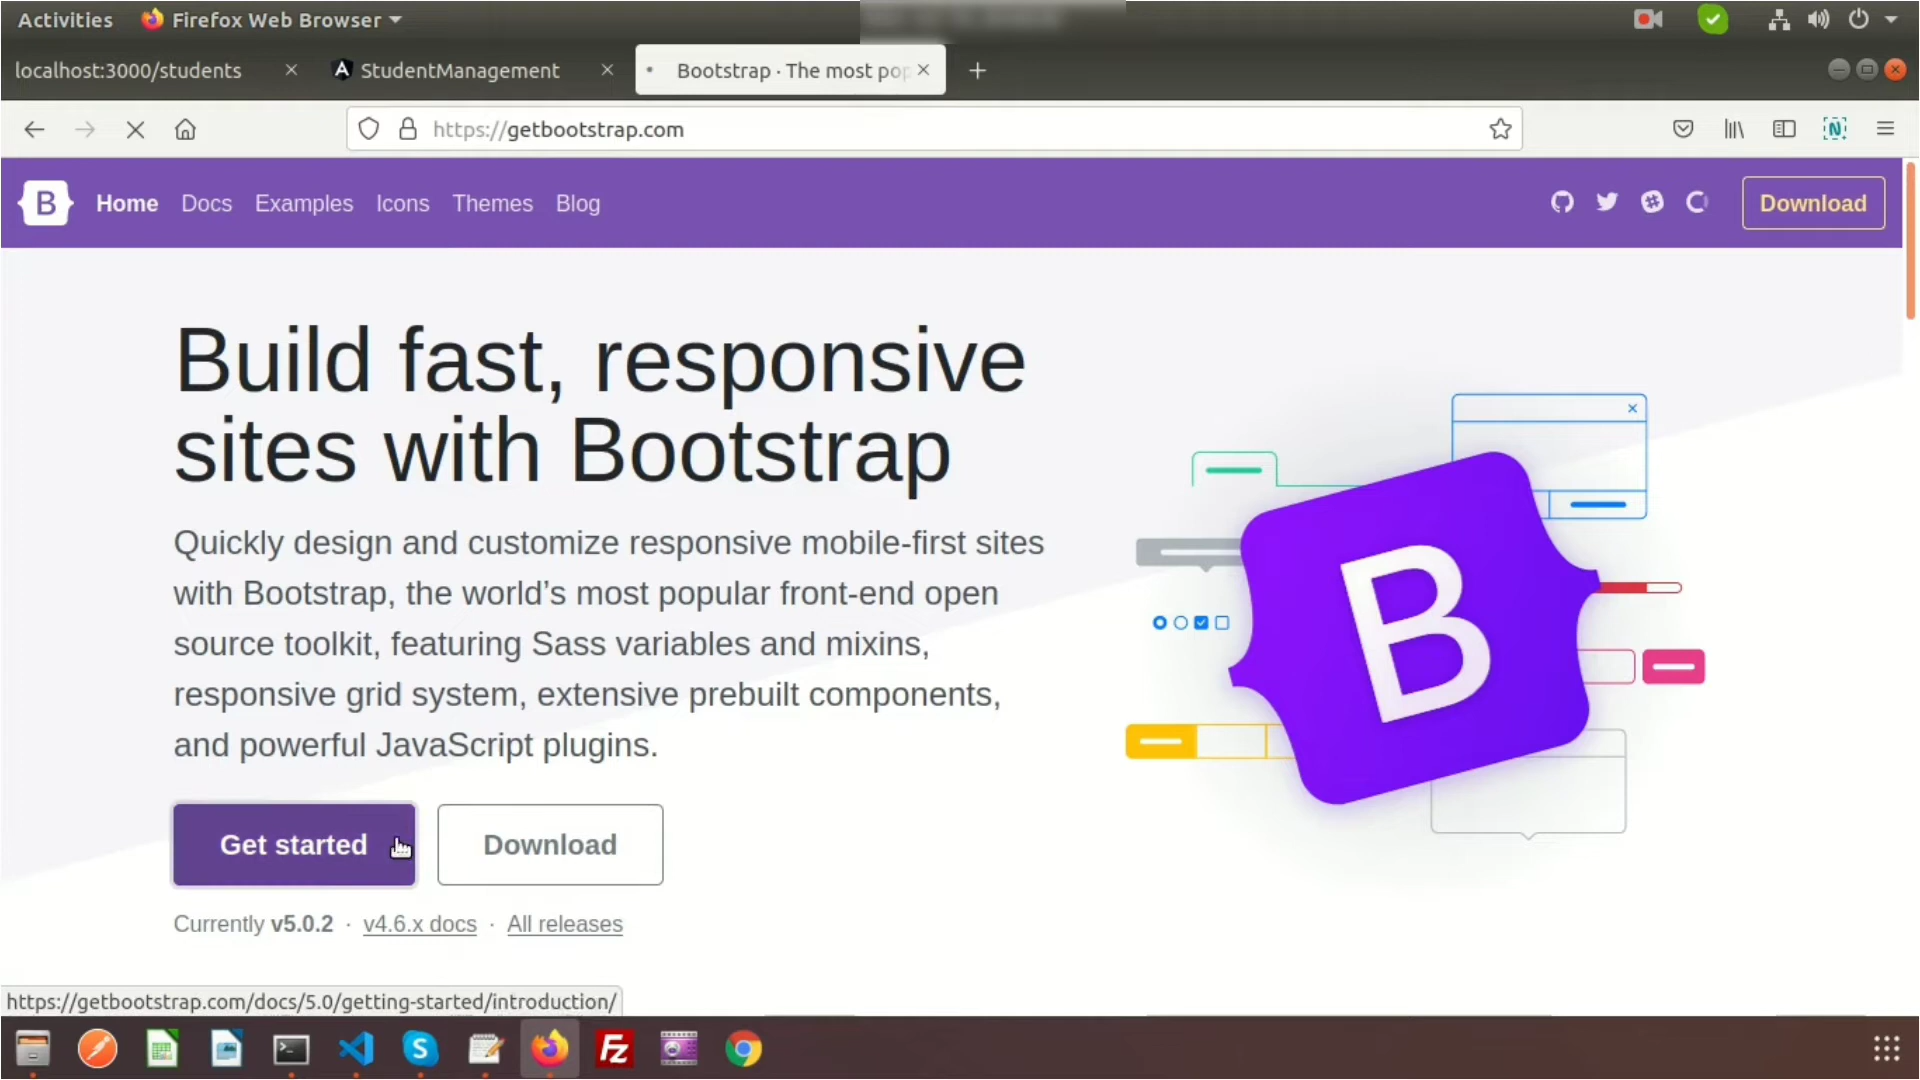 Activities Firefox Web Browser
localhost:3000/students StudentManagement Bootstrap · The most pop
https://getbootstrap.com
B Home Docs Examples Icons Themes Blog Download
Build fast, responsive
sites with Bootstrap
Quickly design and customize responsive mobile-first sites
with Bootstrap, the world’s most popular front-end open
source toolkit, featuring Sass variables and mixins,
responsive grid system, extensive prebuilt components,
and powerful JavaScript plugins.
B
Get started Download
Currently v5.0.2 · v4.6.x docs · All releases
https://getbootstrap.com/docs/5.0/getting-started/introduction/